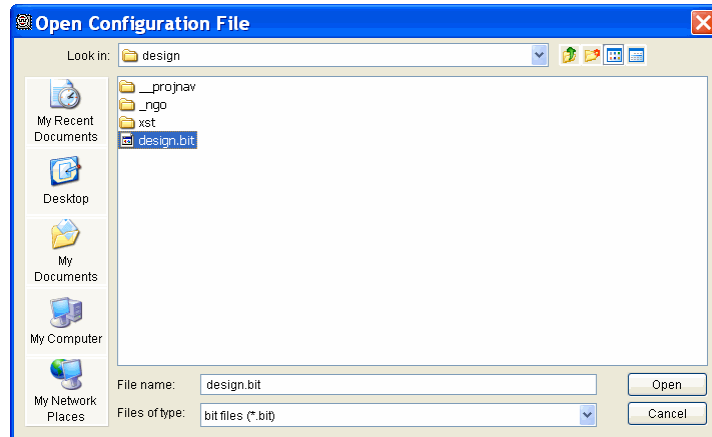 Open Configuration File
Look in:
design
My Recent
Documents
Desktop
My
Documents
My Computer
My Network
Places
__projnav
_ngo
xst
design.bit
File name:
design.bit
Open
Files of type:
bit files (*.bit)
Cancel